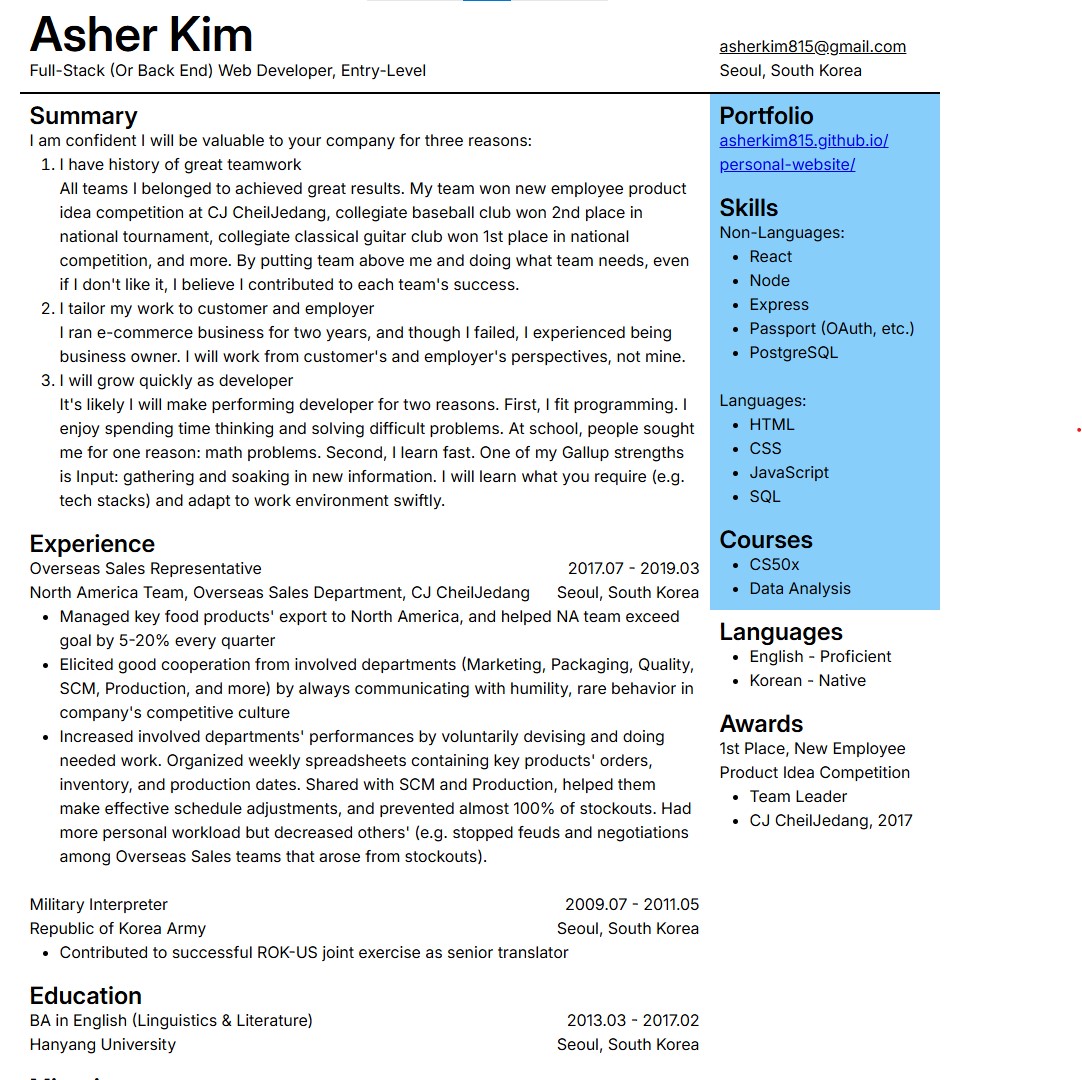 Asher Kim
Full-Stack (Or Back End) Web Developer, Entry-Level
asherkim815@gmail.com
Seoul, South Korea
Summary
I am confident I will be valuable to your company for three reasons:
1. I have history of great teamwork
All teams I belonged to achieved great results. My team won new employee product
idea competition at CJ CheilJedang, collegiate baseball club won 2nd place in
national tournament, collegiate classical guitar club won 1st place in national
competition, and more. By putting team above me and doing what team needs, even
if I don't like it, I believe I contributed to each team's success.
2. I tailor my work to customer and employer
I ran e-commerce business for two years, and though I failed, I experienced being
business owner. I will work from customer's and employer's perspectives, not mine.
3. I will grow quickly as developer
It's likely I will make performing developer for two reasons. First, I fit programming. I
enjoy spending time thinking and solving difficult problems. At school, people sought
me for one reason: math problems. Second, I learn fast. One of my Gallup strengths
is Input: gathering and soaking in new information. I will learn what you require (e.g.
tech stacks) and adapt to work environment swiftly.
Experience
Overseas Sales Representative 2017.07 - 2019.03
North America Team, Overseas Sales Department, CJ CheilJedang Seoul, South Korea
• Managed key food products' export to North America, and helped NA team exceed
goal by 5-20% every quarter
• Elicited good cooperation from involved departments (Marketing, Packaging, Quality,
SCM, Production, and more) by always communicating with humility, rare behavior in
company's competitive culture
• Increased involved departments' performances by voluntarily devising and doing
needed work. Organized weekly spreadsheets containing key products' orders,
inventory, and production dates. Shared with SCM and Production, helped them
make effective schedule adjustments, and prevented almost 100% of stockouts. Had
more personal workload but decreased others' (e.g. stopped feuds and negotiations
among Overseas Sales teams that arose from stockouts).
Military Interpreter 2009.07 - 2011.05
Republic of Korea Army Seoul, South Korea
• Contributed to successful ROK-US joint exercise as senior translator
Education
BA in English (Linguistics & Literature) 2013.03 - 2017.02
Hanyang University Seoul, South Korea
Portfolio
asherkim815.github.io/
personal-website/
Skills
Non-Languages:
• React
• Node
• Express
• Passport (OAuth, etc.)
• PostgreSQL
Languages:
• HTML
• CSS
• JavaScript
• SQL
Courses
• CS50x
• Data Analysis
Languages
• English - Proficient
• Korean - Native
Awards
1st Place, New Employee
Product Idea Competition
• Team Leader
• CJ CheilJedang, 2017